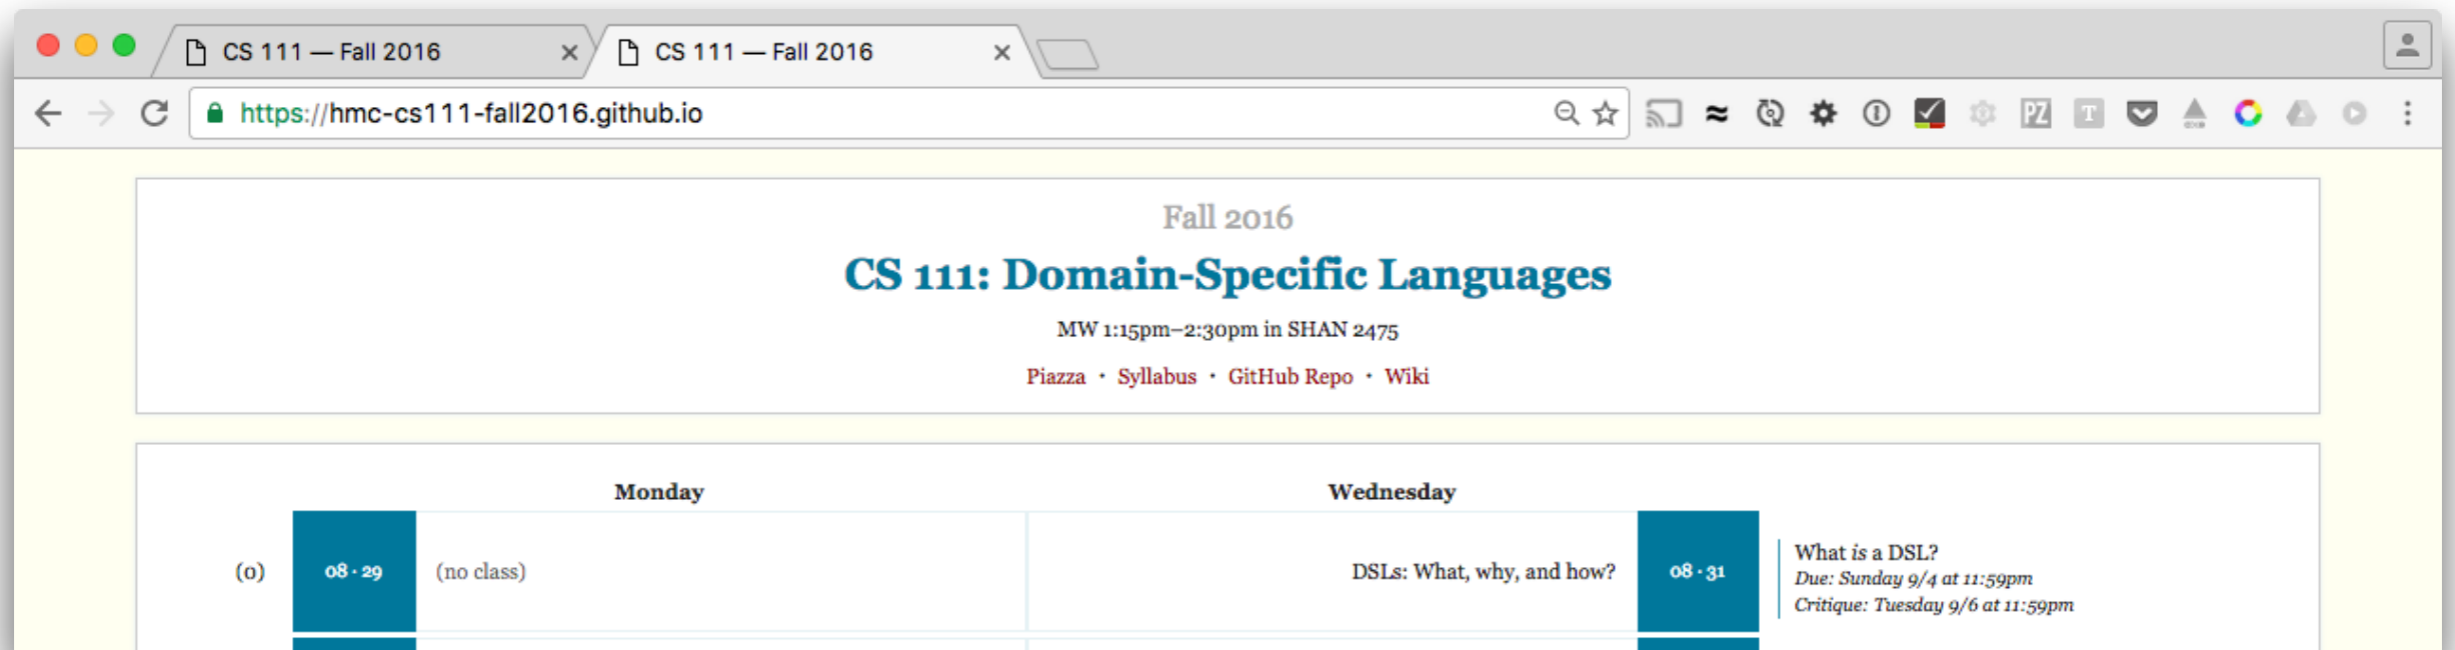 CS 111 — Fall 2016
CS 111 — Fall 2016
https://hmc-cs111-fall2016.github.io
PZ
T
Fall 2016
CS 111: Domain-Specific Languages
MW 1:15pm–2:30pm in SHAN 2475
Piazza · Syllabus · GitHub Repo · Wiki
Monday Wednesday
(0) 08 · 29 (no class) DSLs: What, why, and how? 08 · 31
What is a DSL?
Due: Sunday 9/4 at 11:59pm
Critique: Tuesday 9/6 at 11:59pm